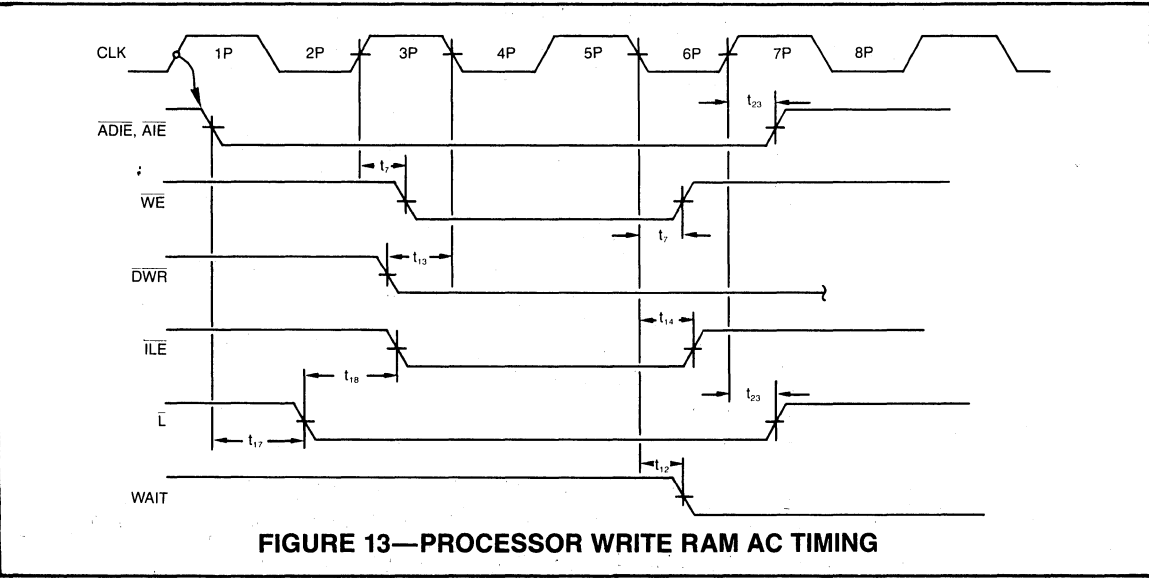 CLK 1P 2P 3P 4P 5P 6P 7P 8P
t23
ADIE, AIE
t7
WE
t7
t13
DWR
t14
ILE
t18
t23
L
t17
t12
WAIT
FIGURE 13—PROCESSOR WRITE RAM AC TIMING